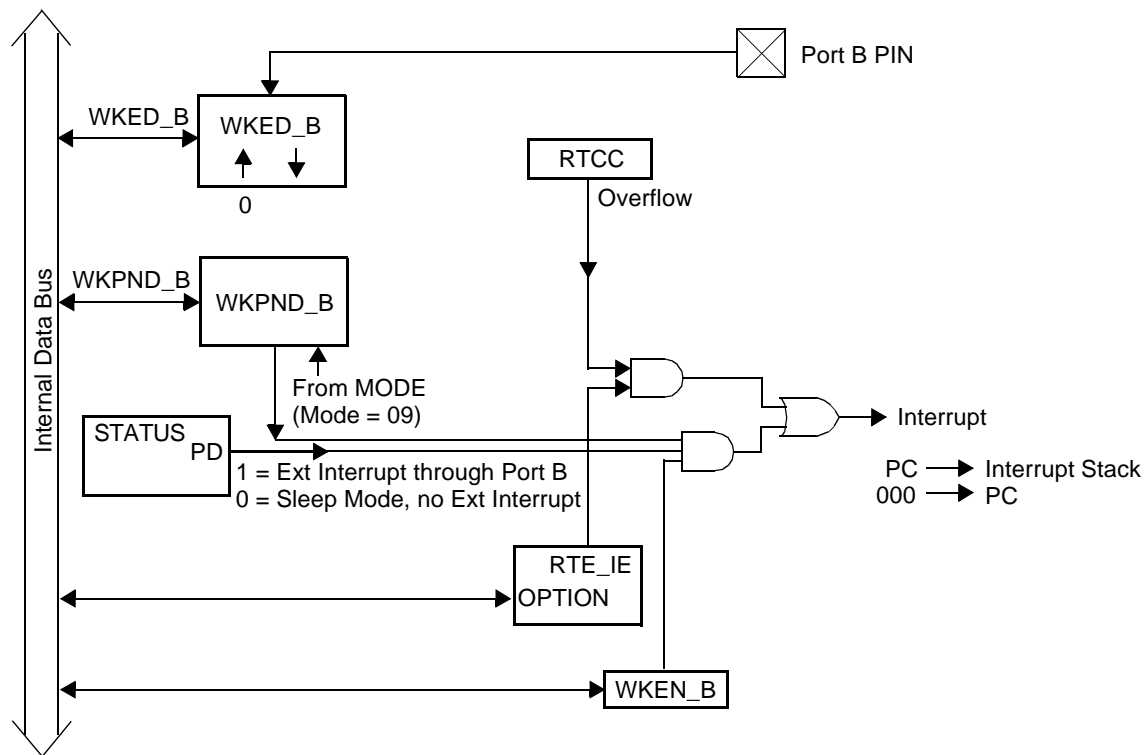 Port B PIN
WKED_B
WKED_B
0
RTCC
Overflow
Internal Data Bus
WKPND_B
WKPND_B
From MODE
(Mode = 09)
Interrupt
STATUS
PD
1 = Ext Interrupt through Port B
0 = Sleep Mode, no Ext Interrupt
PC
Interrupt Stack
000
PC
RTE_IE
OPTION
WKEN_B